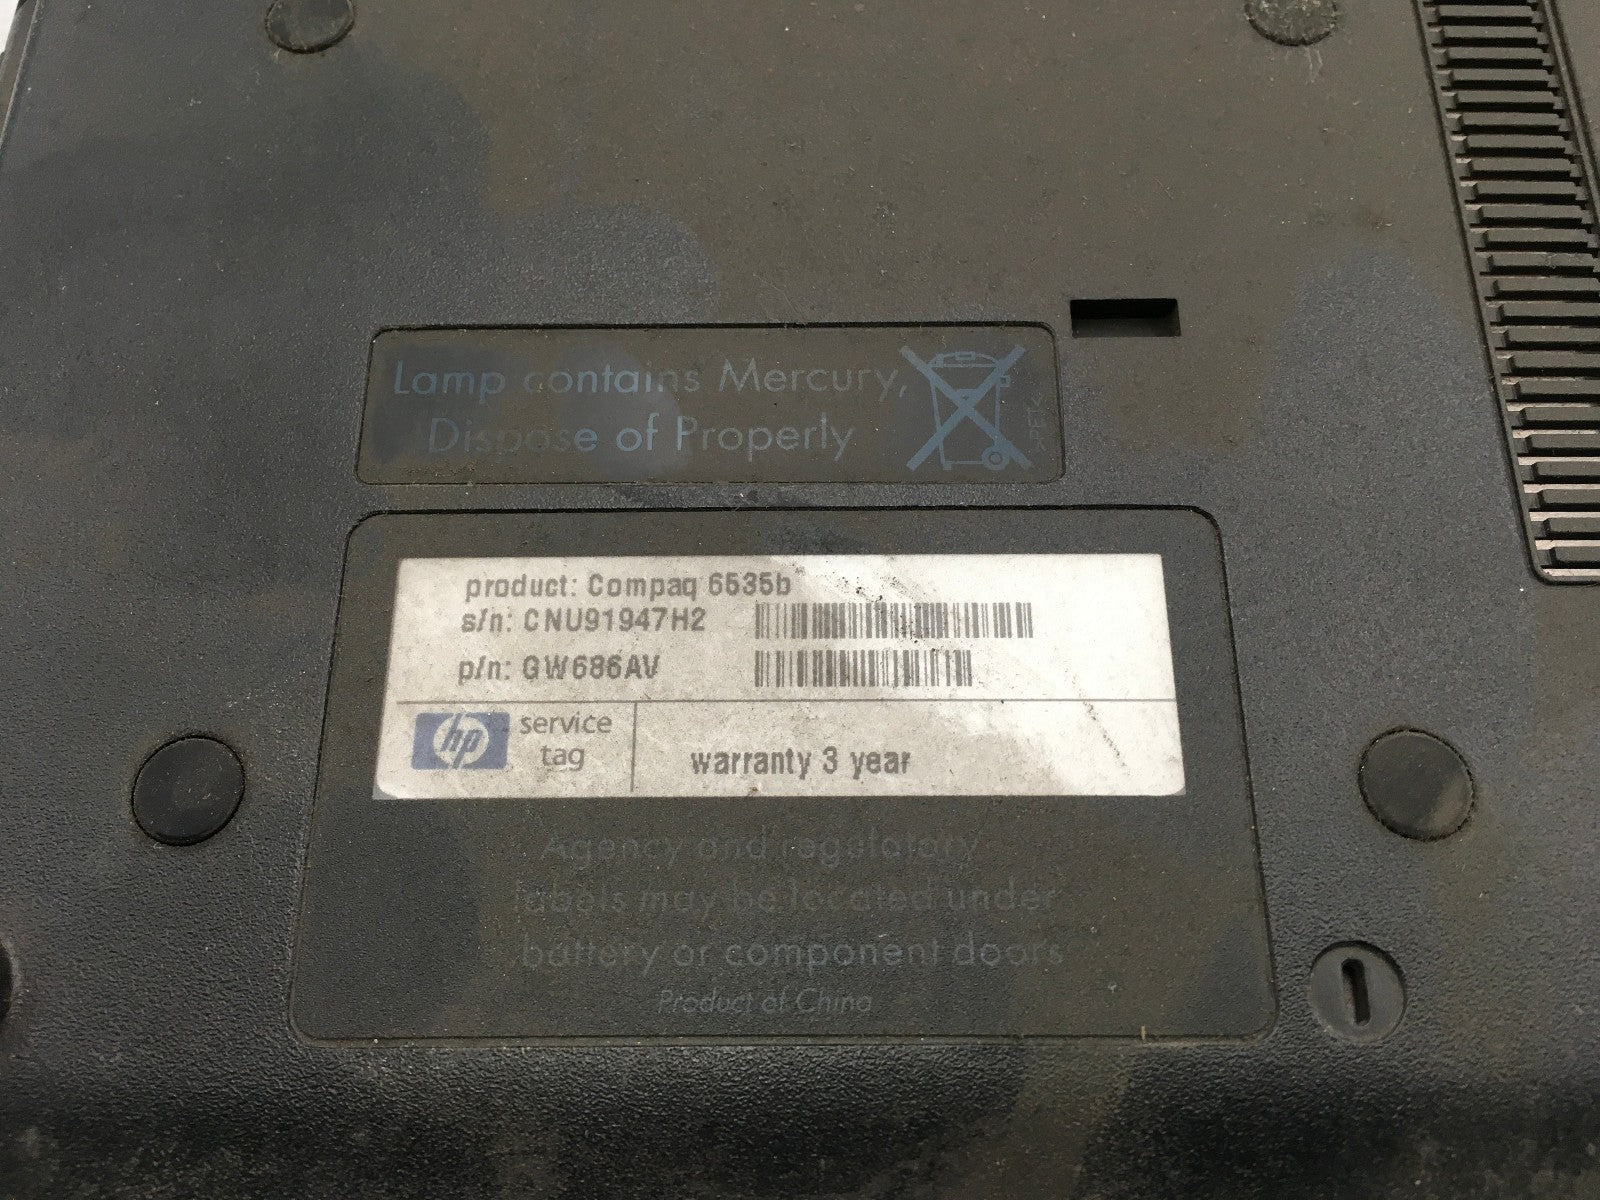 Lamp contains Mercury,
Dispose of Properly
product: Compaq 6535b
s/n: CNU91947H2
p/n: GW686AV
hp
service
tag
warranty 3 year
Agency and regulatory
labels may be located under
battery or component doors
Product of China